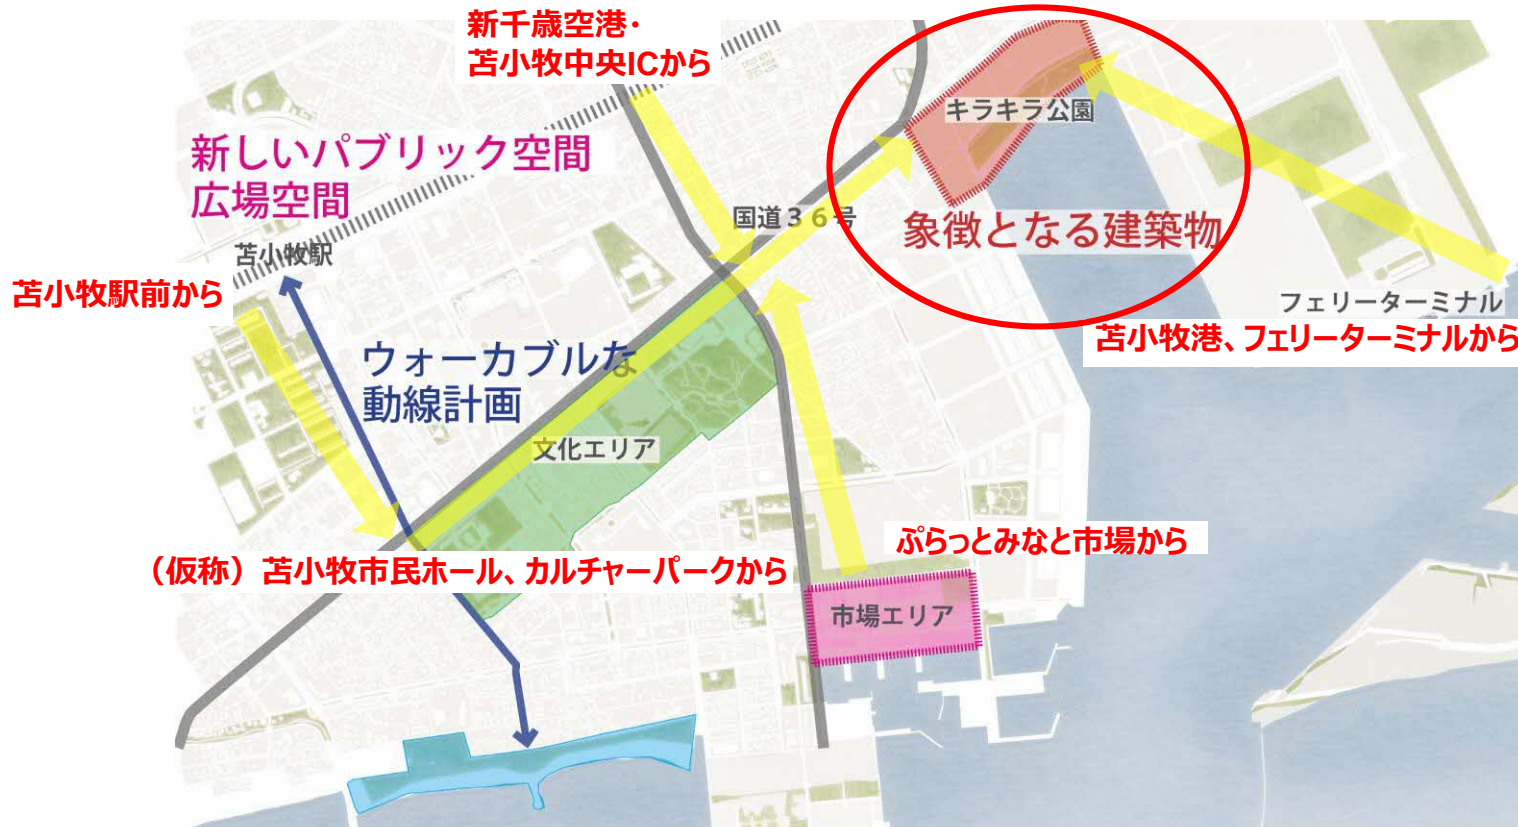 新千歳空港・
苫小牧中央ICから
キラキラ公園
新しいパブリック空間
広場空間
国道３６号
象徴となる建築物
苫小牧駅
苫小牧駅前から
フェリーターミナル
苫小牧港、フェリーターミナルから
ウォーカブルな
動線計画
文化エリア
ぷらっとみなと市場から
（仮称）苫小牧市民ホール、カルチャーパークから
市場エリア